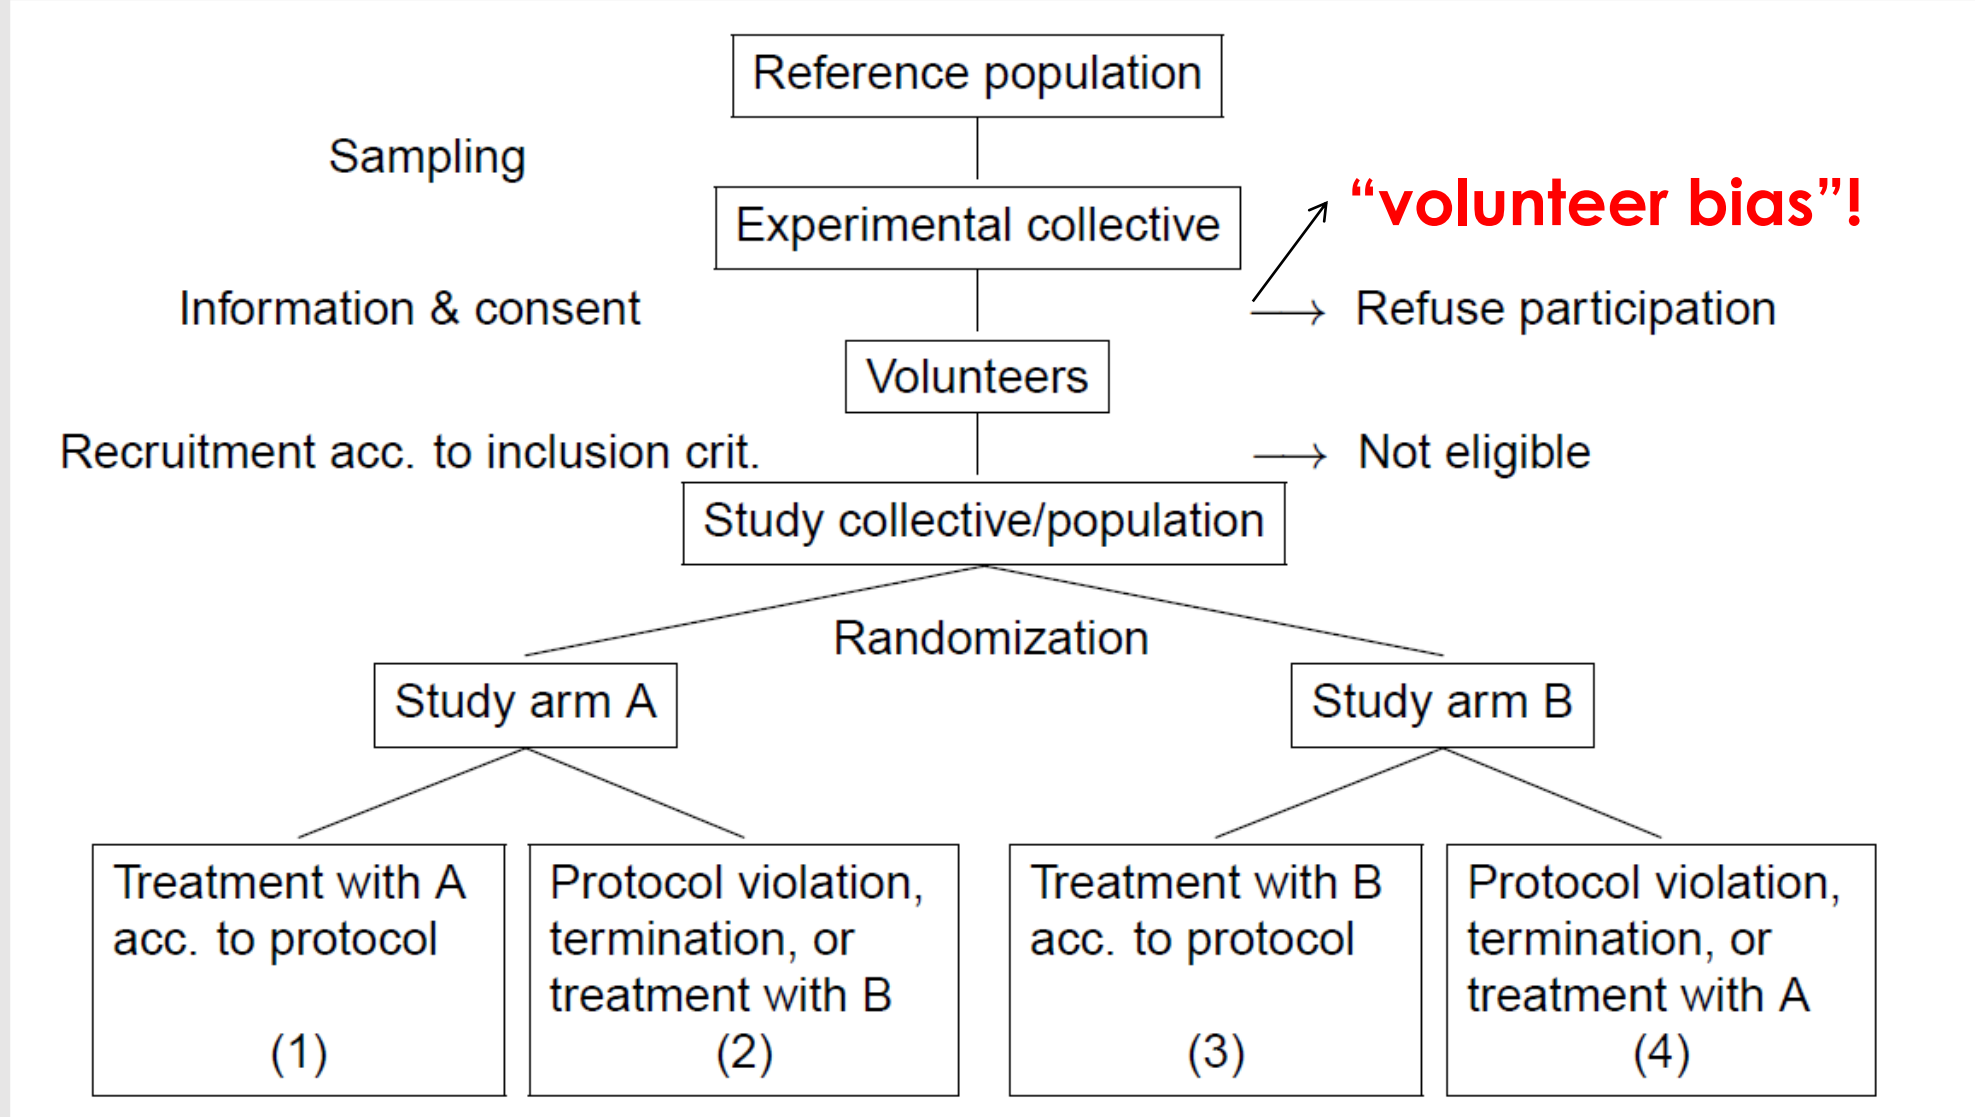 Reference population
Sampling
“volunteer bias”!
Experimental collective
Information & consent
⟶ Refuse participation
Volunteers
Recruitment acc. to inclusion crit.
⟶ Not eligible
Study collective/population
Randomization
Study arm A
Study arm B
Treatment with A
acc. to protocol
(1)
Protocol violation,
termination, or
treatment with B
(2)
Treatment with B
acc. to protocol
(3)
Protocol violation,
termination, or
treatment with A
(4)